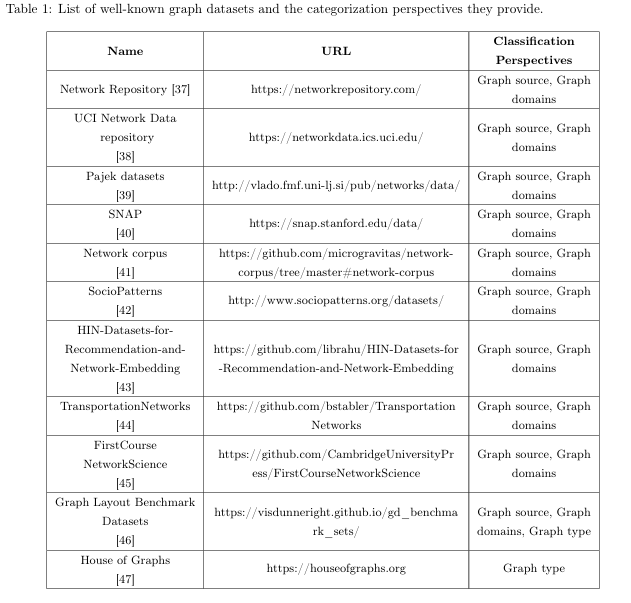 Table 1: List of well-known graph datasets and the categorization perspectives they provide.
Name
URL
Classification
Perspectives
Network Repository [37]
https://networkrepository.com/
Graph source, Graph
domains
UCI Network Data
repository
[38]
https://networkdata.ics.uci.edu/
Graph source, Graph
domains
Pajek datasets
[39]
http://vlado.fmf.uni-lj.si/pub/networks/data/
Graph source, Graph
domains
SNAP
[40]
https://snap.stanford.edu/data/
Graph source, Graph
domains
Network corpus
[41]
https://github.com/microgravitas/network-
corpus/tree/master#network-corpus
Graph source, Graph
domains
SocioPatterns
[42]
http://www.sociopatterns.org/datasets/
Graph source, Graph
domains
HIN-Datasets-for-
Recommendation-and-
Network-Embedding
[43]
https://github.com/librahu/HIN-Datasets-for
-Recommendation-and-Network-Embedding
Graph source, Graph
domains
TransportationNetworks
[44]
https://github.com/bstabler/Transportation
Networks
Graph source, Graph
domains
FirstCourse
NetworkScience
[45]
https://github.com/CambridgeUniversityPr
ess/FirstCourseNetworkScience
Graph source, Graph
domains
Graph Layout Benchmark
Datasets
[46]
https://visdunneright.github.io/gd_benchma
rk_sets/
Graph source, Graph
domains, Graph type
House of Graphs
[47]
https://houseofgraphs.org
Graph type